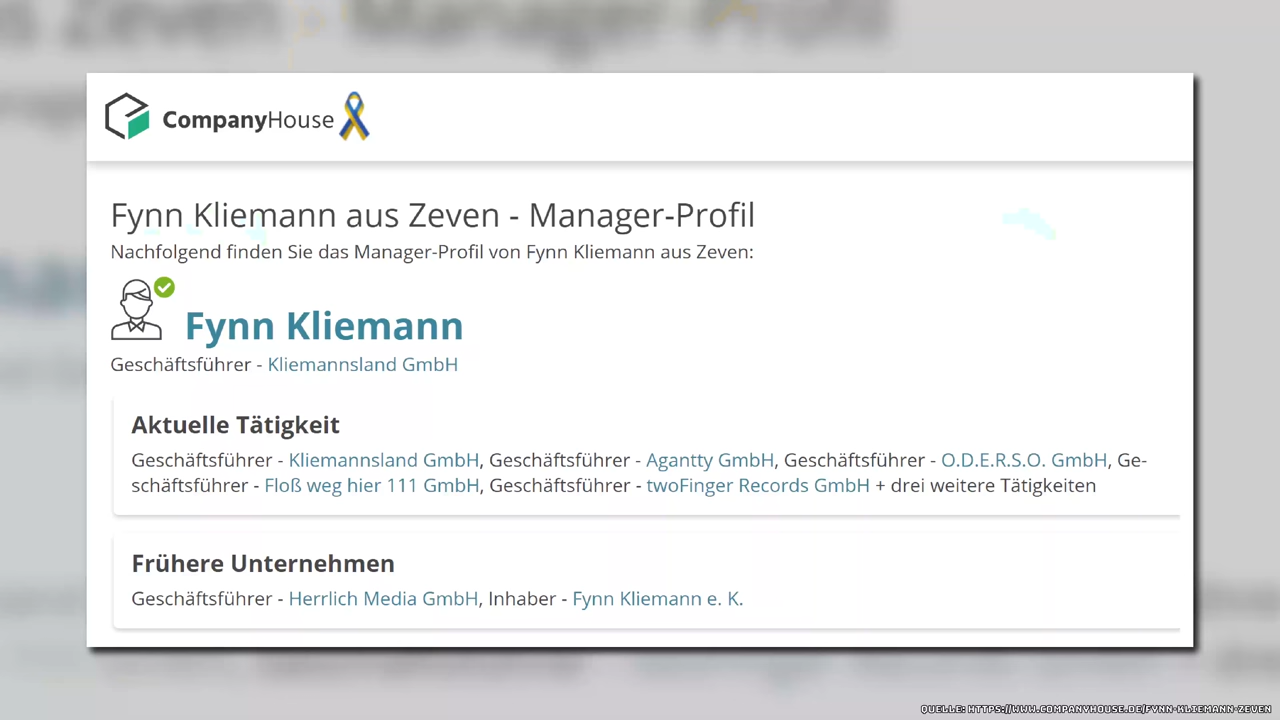 CompanyHouse
Fynn Kliemann aus Zeven - Manager-Profil
Nachfolgend finden Sie das Manager-Profil von Fynn Kliemann aus Zeven:
Fynn Kliemann
Geschäftsführer - Kliemannsland GmbH
Aktuelle Tätigkeit
Geschäftsführer - Kliemannsland GmbH, Geschäftsführer - Agantty GmbH, Geschäftsführer - O.D.E.R.S.O. GmbH, Ge-
schäftsführer - Floß weg hier 111 GmbH, Geschäftsführer - twoFinger Records GmbH + drei weitere Tätigkeiten
Frühere Unternehmen
Geschäftsführer - Herrlich Media GmbH, Inhaber - Fynn Kliemann e. K.
QUELLE: HTTPS://WWW.COMPANYHOUSE.DE/FYNN-KLIEMANN-ZEVEN